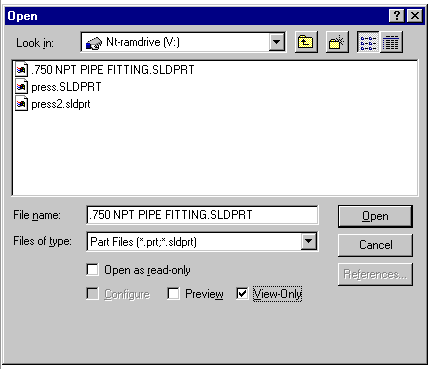 Open
Look in: Nt-ramdrive (V:)
.750 NPT PIPE FITTING.SLDPRT
press.SLDPRT
press2.sldprt
File name: .750 NPT PIPE FITTING.SLDPRT Open
Files of type: Part Files (*.prt;*.sldprt) Cancel
Open as read-only References...
Configure Preview View-Only